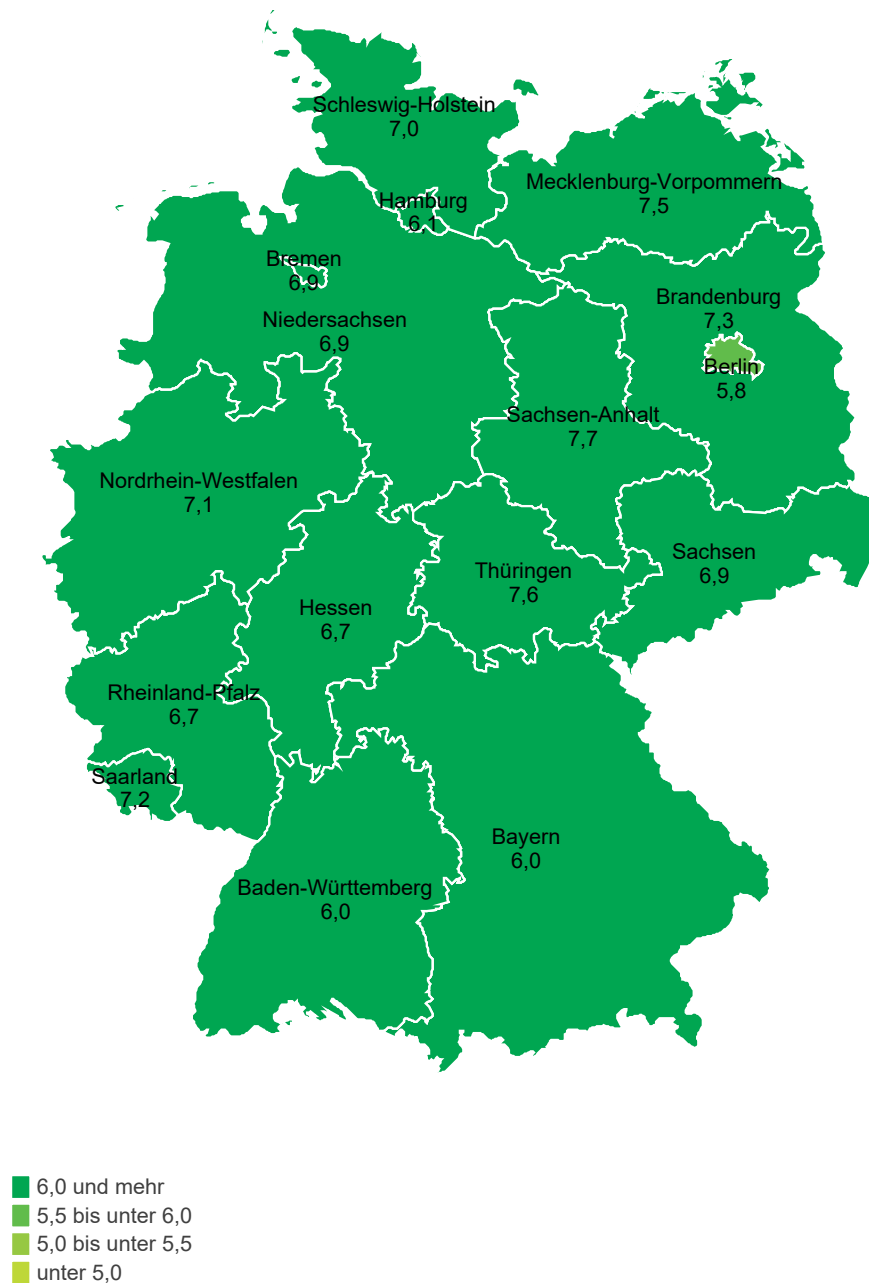 Schleswig-Holstein
7,0
Mecklenburg-Vorpommern
7,5
Hamburg
6,1
Bremen
6,9
Brandenburg
7,3
Niedersachsen
6,9
Berlin
5,8
Sachsen-Anhalt
7,7
Nordrhein-Westfalen
7,1
Sachsen
6,9
Thüringen
7,6
Hessen
6,7
Rheinland-Pfalz
6,7
Saarland
7,2
Bayern
6,0
Baden-Württemberg
6,0
6,0 und mehr
5,5 bis unter 6,0
5,0 bis unter 5,5
unter 5,0